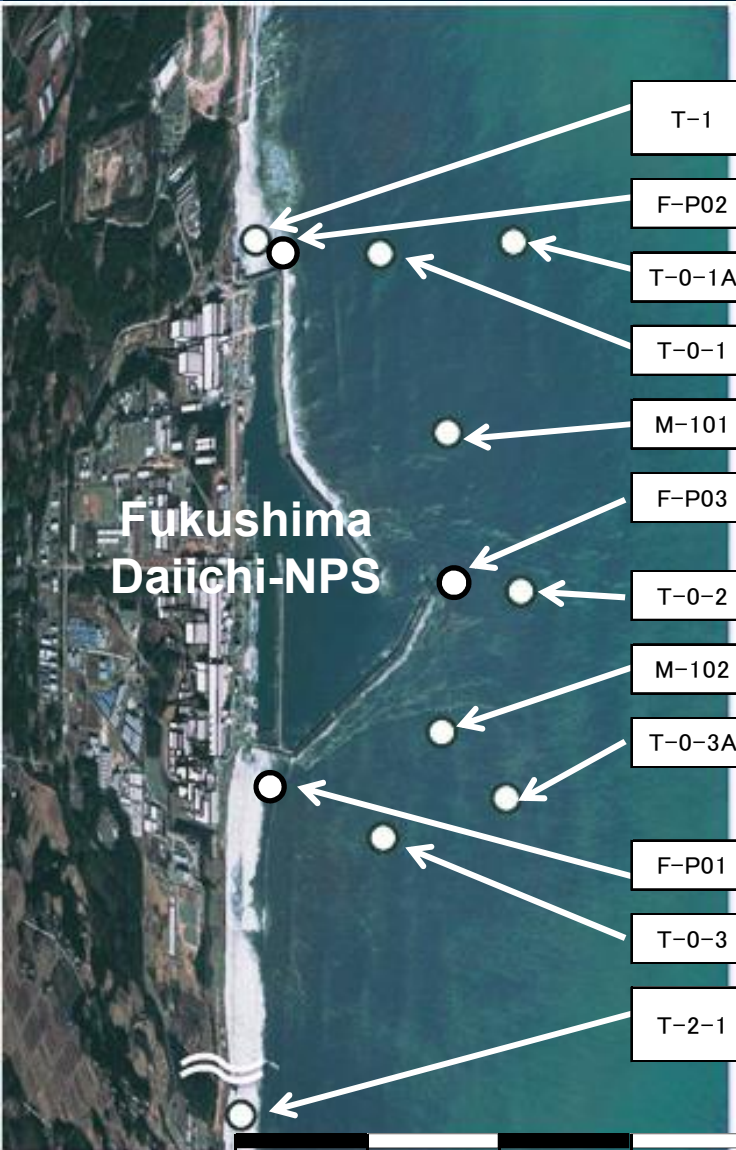 T-1
F-P02
T-0-1A
T-0-1
M-101
F-P03
Fukushima
Daiichi-NPS
T-0-2
M-102
T-0-3A
F-P01
T-0-3
T-2-1